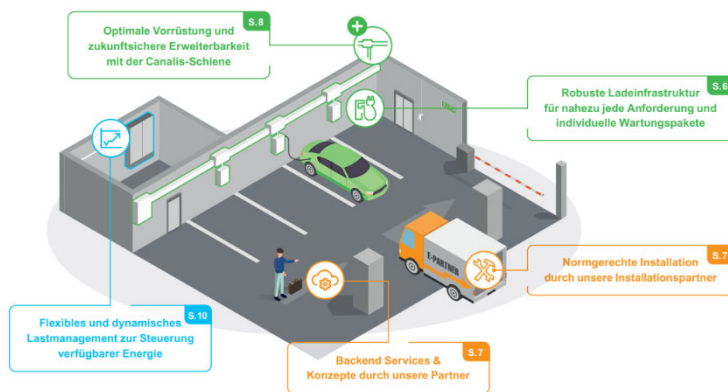 S.8
Optimale Vorrüstung und
zukunftsichere Erweiterbarkeit
mit der Canalis-Schiene
S.6
Robuste Ladeinfrastruktur
für nahezu jede Anforderung und
individuelle Wartungspakete
E-PARTNER
S.7
Normgerechte Installation
durch unsere Installationspartner
S.10
Flexibles und dynamisches
Lastmanagement zur Steuerung
verfügbarer Energie
S.7
Backend Services &
Konzepte durch unsere Partner